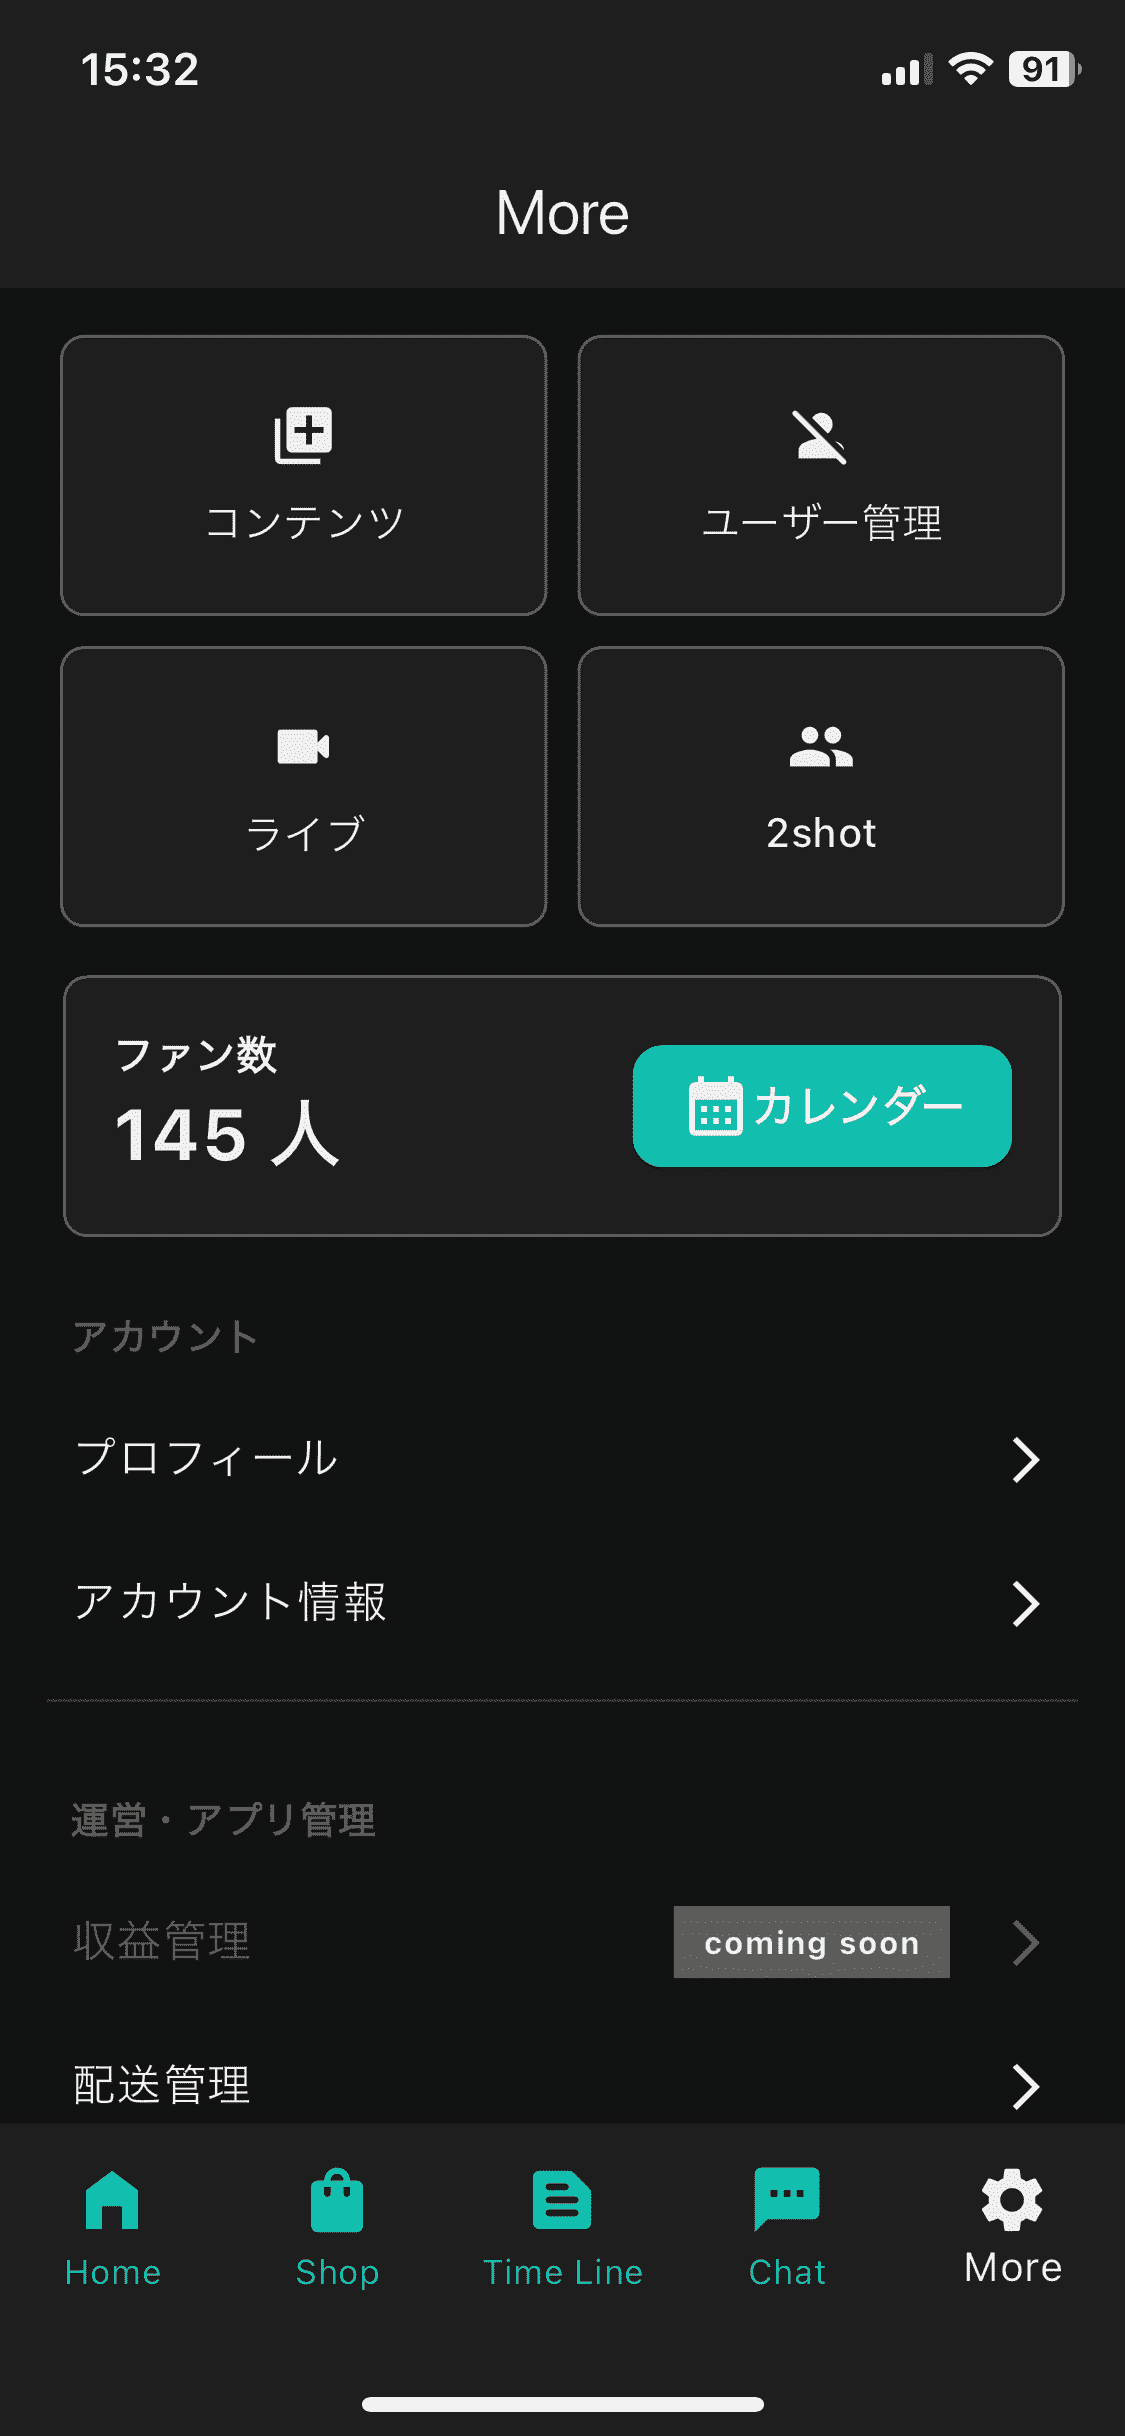 15:32
91
More
コンテンツ
ユーザー管理
ライブ
2shot
ファン数
145 人
カレンダー
アカウント
プロフィール
アカウント情報
運営・アプリ管理
収益管理
coming soon
配送管理
Home
Shop
Time Line
Chat
More